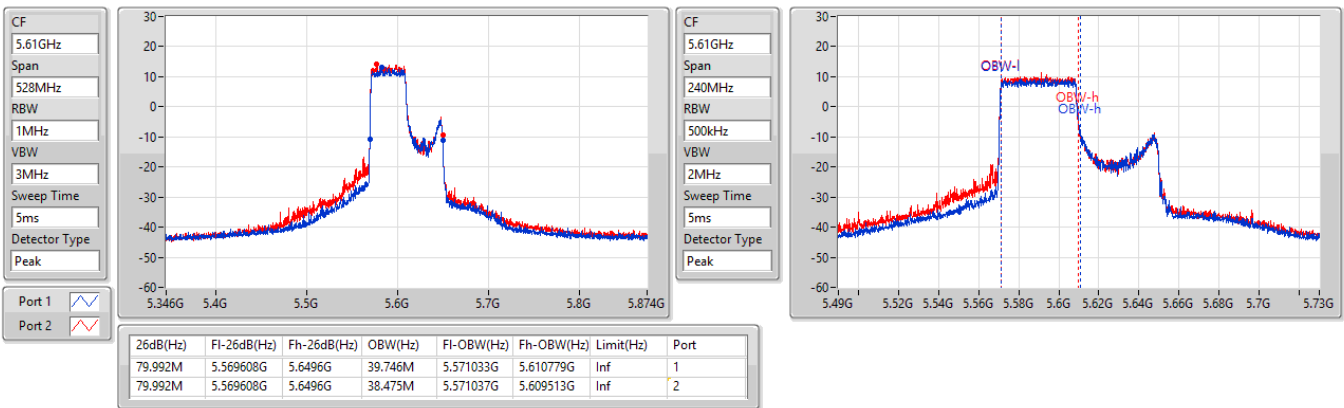 CF
5.61GHz
Span
528MHz
RBW
1MHz
VBW
3MHz
Sweep Time
5ms
Detector Type
Peak
Port 1
Port 2
30
20
10
0
-10
-20
-30
-40
-50
-60
5.346G 5.4G 5.5G 5.6G 5.7G 5.8G 5.874G
CF
5.61GHz
Span
240MHz
RBW
500kHz
VBW
2MHz
Sweep Time
5ms
Detector Type
Peak
30
20
10
0
-10
-20
-30
-40
-50
-60
OBW-l
OBW-h
OBW-h
5.49G 5.52G 5.54G 5.56G 5.58G 5.6G 5.62G 5.64G 5.66G 5.68G 5.7G 5.73G
26dB(Hz) Fl-26dB(Hz) Fh-26dB(Hz) OBW(Hz) Fl-OBW(Hz) Fh-OBW(Hz) Limit(Hz) Port
79.992M 5.569608G 5.6496G 39.746M 5.571033G 5.610779G Inf 1
79.992M 5.569608G 5.6496G 38.475M 5.571037G 5.609513G Inf 2